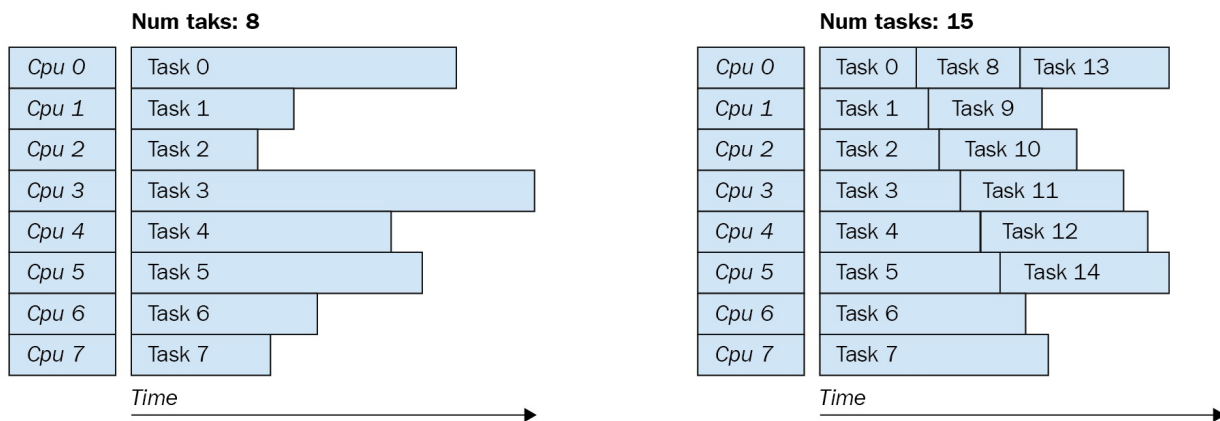 Num taks: 8
Cpu 0 Task 0
Cpu 1 Task 1
Cpu 2 Task 2
Cpu 3 Task 3
Cpu 4 Task 4
Cpu 5 Task 5
Cpu 6 Task 6
Cpu 7 Task 7
Time
Num tasks: 15
Cpu 0 Task 0 Task 8 Task 13
Cpu 1 Task 1 Task 9
Cpu 2 Task 2 Task 10
Cpu 3 Task 3 Task 11
Cpu 4 Task 4 Task 12
Cpu 5 Task 5 Task 14
Cpu 6 Task 6
Cpu 7 Task 7
Time